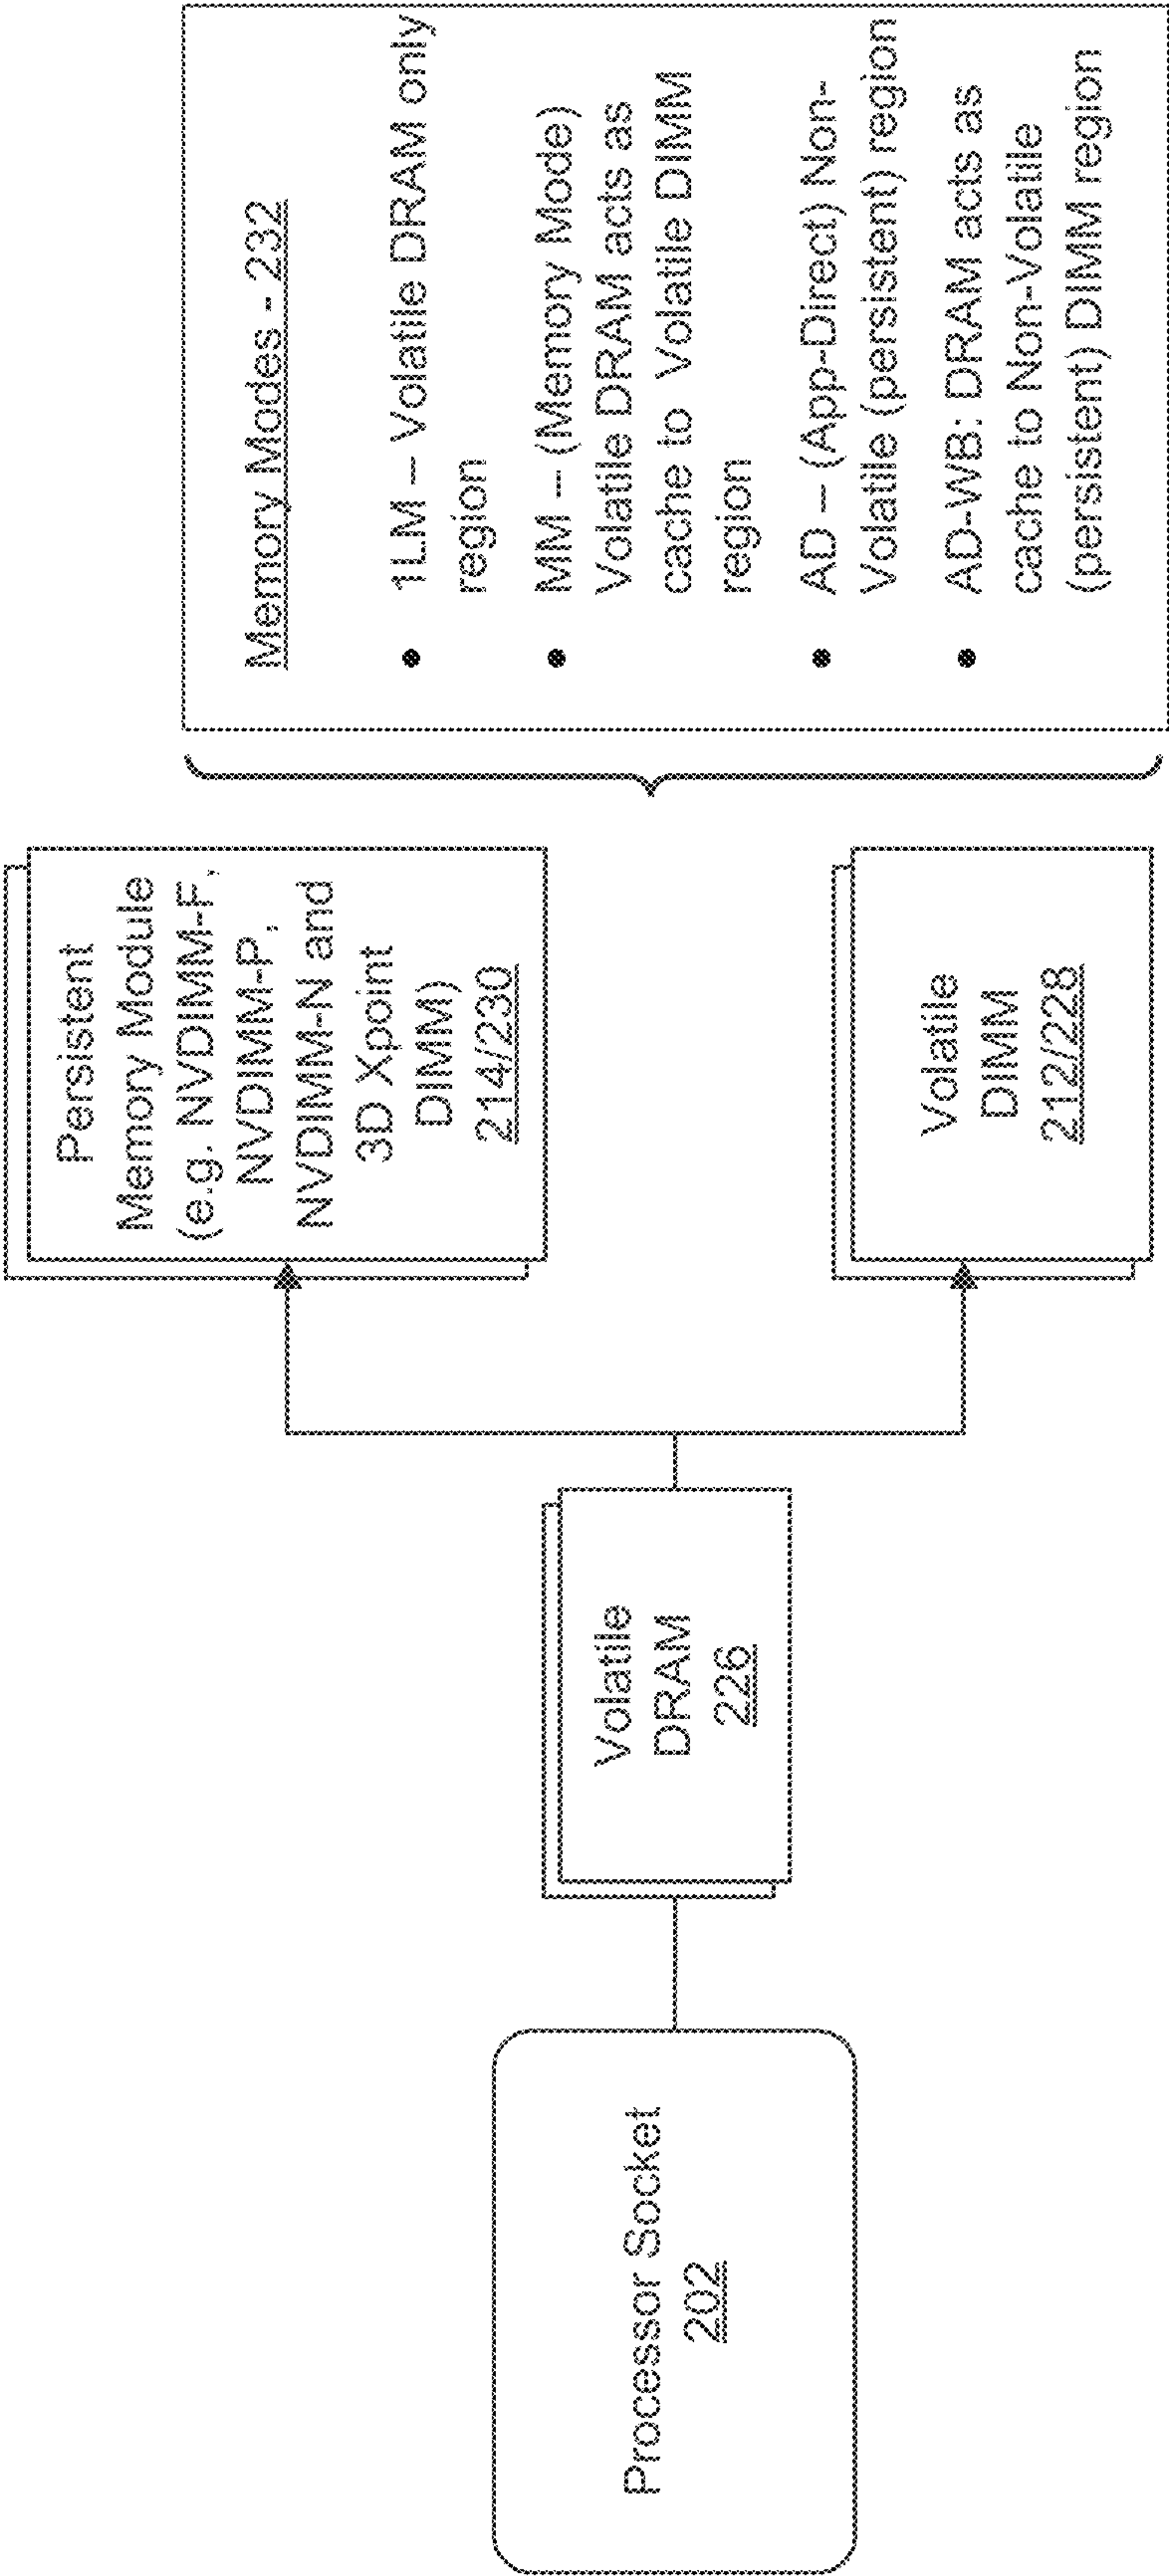 Processor Socket
202
Volatile
DRAM
226
Persistent
Memory Module
(e.g. NVDIMM-F,
NVDIMM-P,
NVDIMM-N and
3D Xpoint
DIMM)
214/230
Volatile
DIMM
212/228
Memory Modes - 232
• 1LM – Volatile DRAM only
region
• MM – (Memory Mode)
Volatile DRAM acts as
cache to Volatile DIMM
region
• AD – (App-Direct) Non-
Volatile (persistent) region
• AD-WB: DRAM acts as
cache to Non-Volatile
(persistent) DIMM region